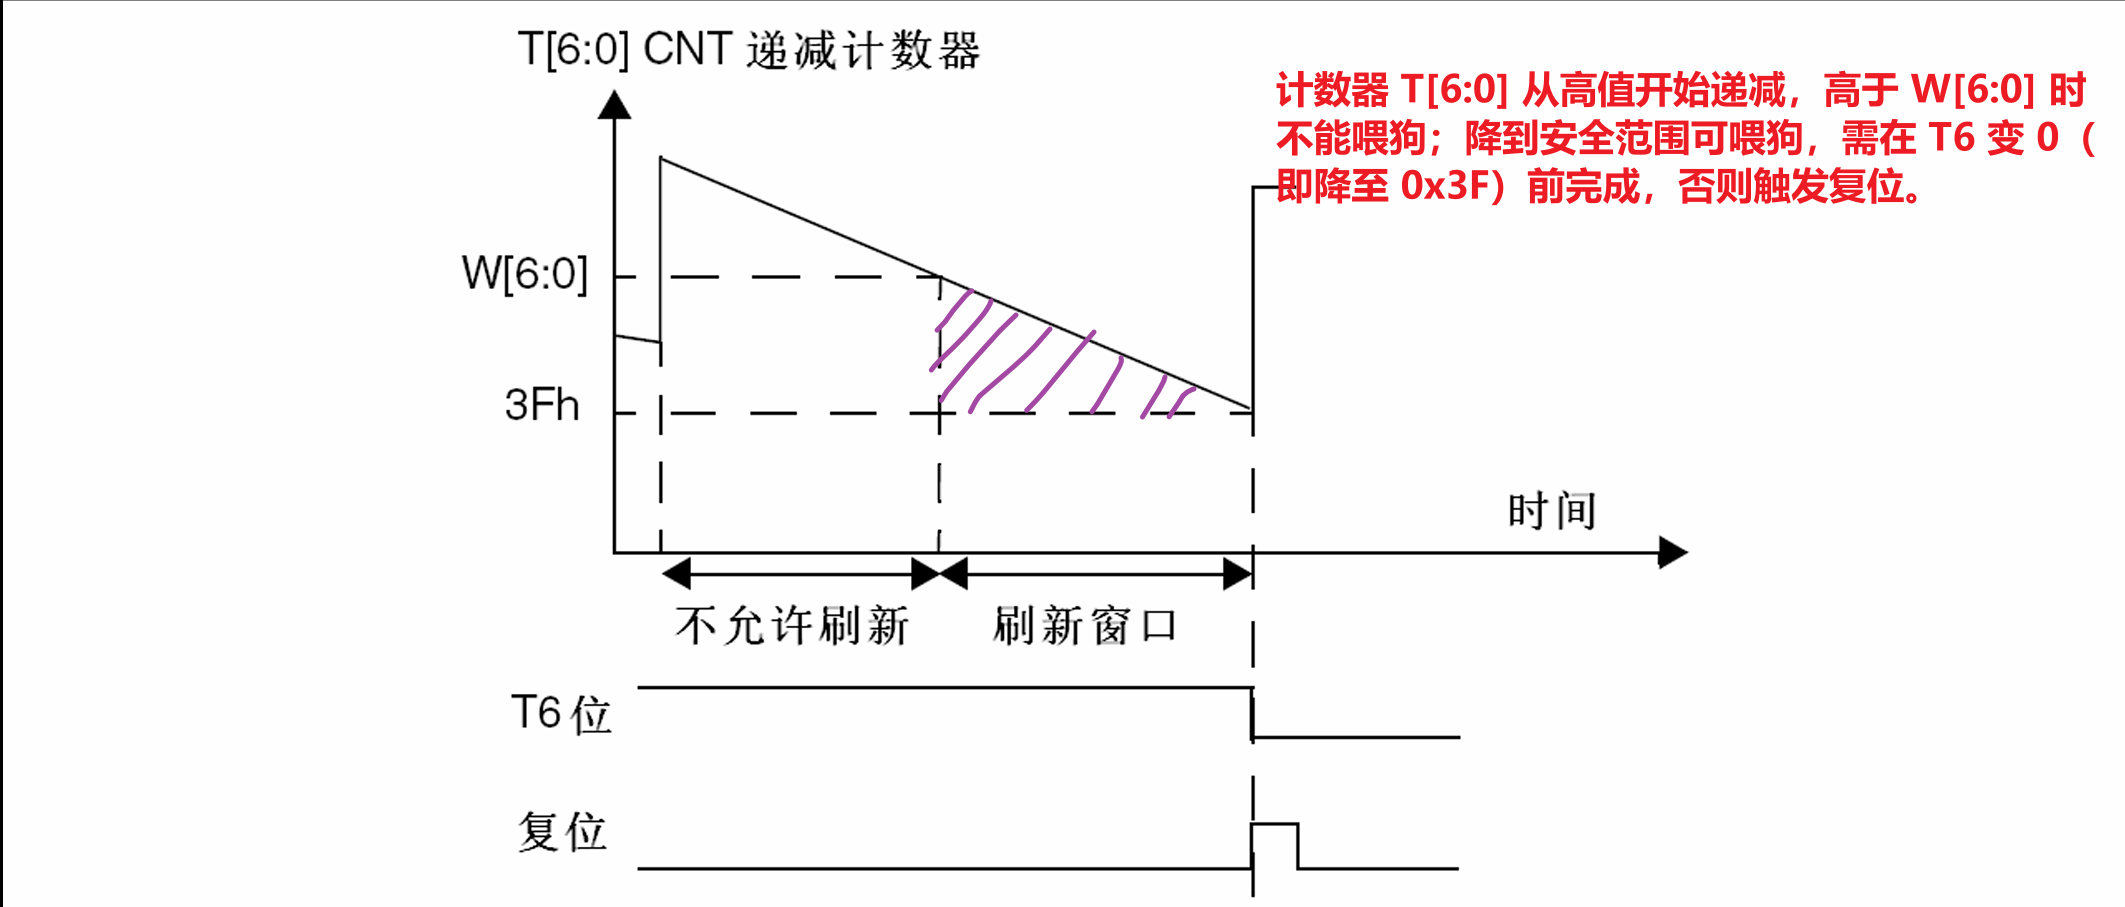 T[6:0] CNT 递减计数器
计数器 T[6:0] 从高值开始递减，高于 W[6:0] 时
不能喂狗；降到安全范围可喂狗，需在 T6 变 0（
即降至 0x3F）前完成，否则触发复位。
W[6:0]
3Fh
时间
不允许刷新
刷新窗口
T6位
复位